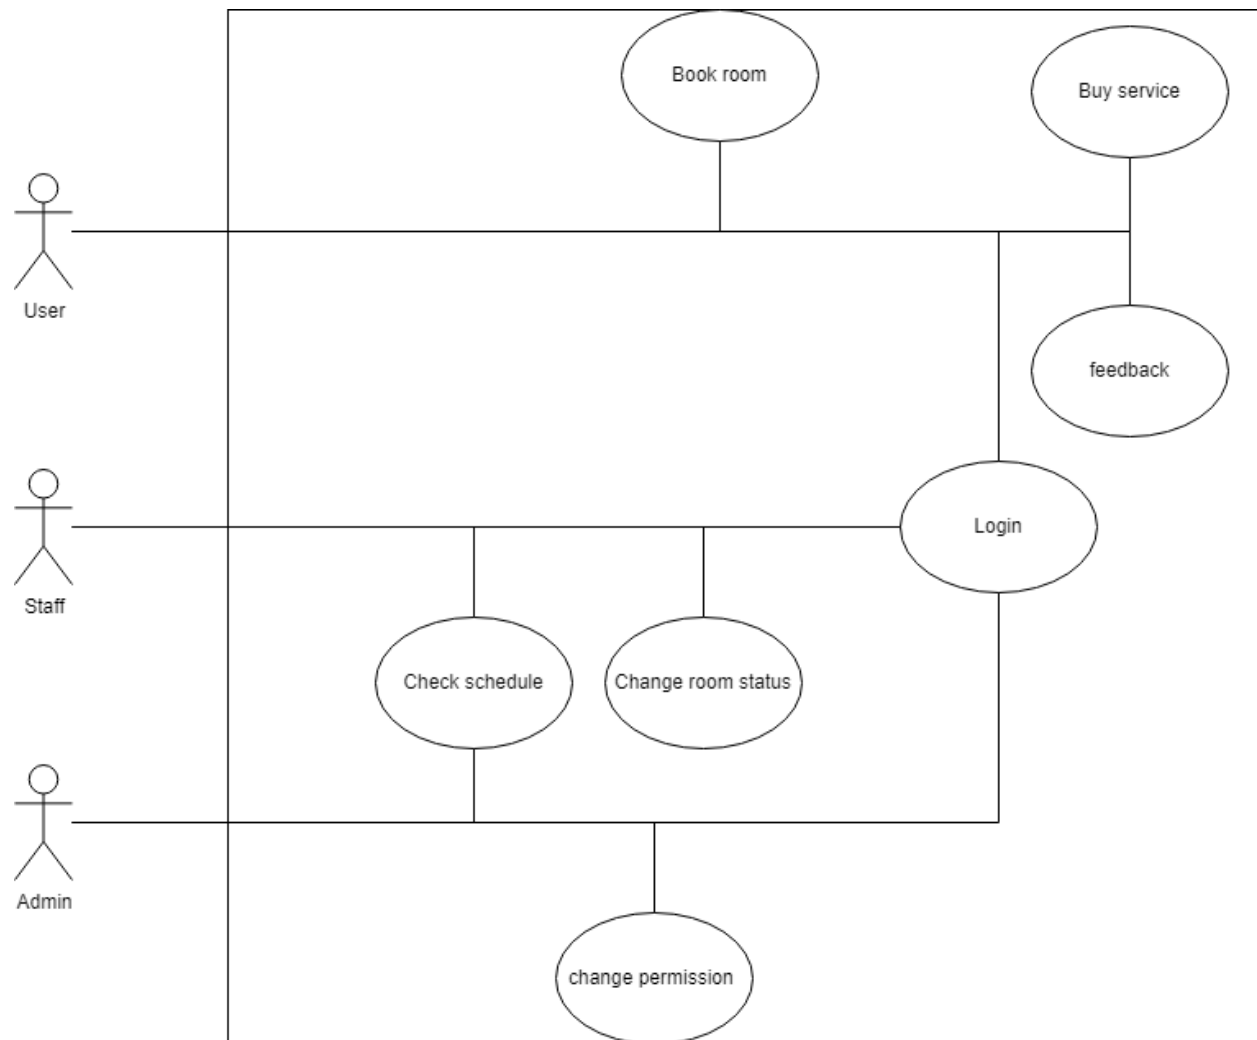 Book room
Buy service
User
feedback
Login
Staff
Check schedule
Change room status
Admin
change permission